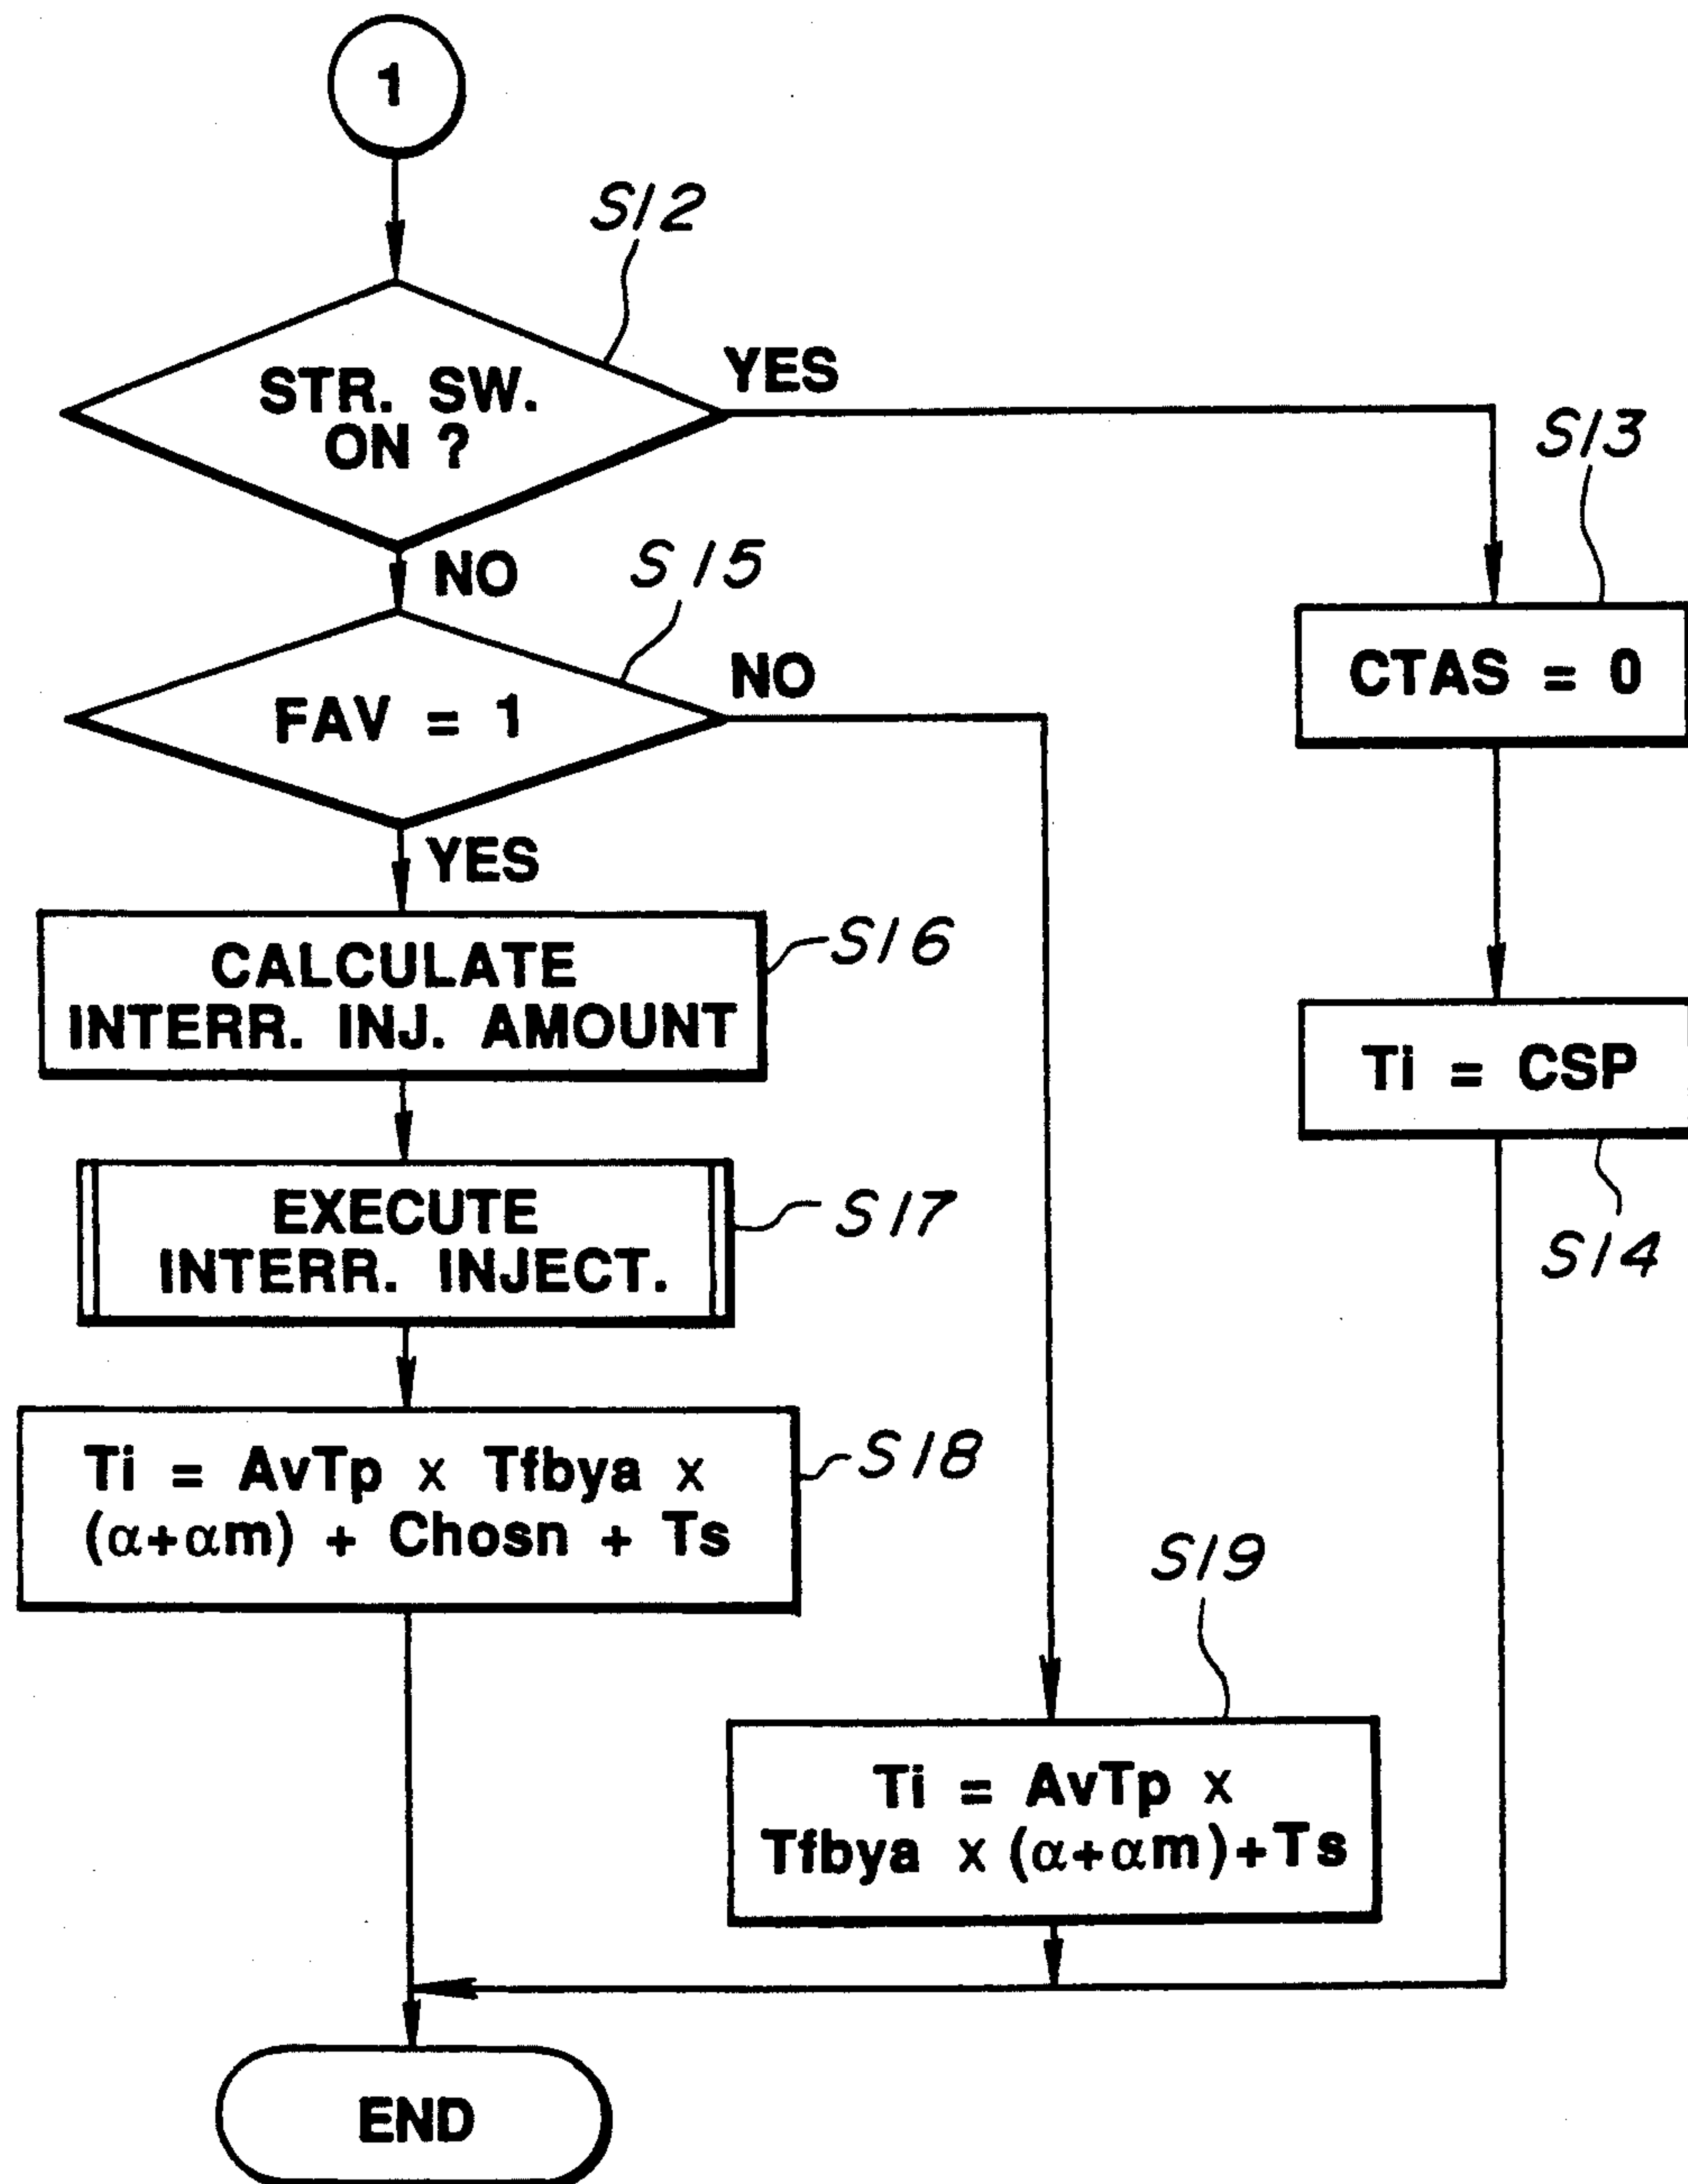 1
S12
STR. SW.
ON ?
YES
NO
S13
CTAS = 0
S15
FAV = 1
NO
YES
CALCULATE
INTERR. INJ. AMOUNT
S16
Ti = CSP
S14
EXECUTE
INTERR. INJECT.
S17
Ti = AvTp x Tfbya x
(α+αm) + Chosn + Ts
S18
S19
Ti = AvTp x
Tfbya x (α+αm)+Ts
END